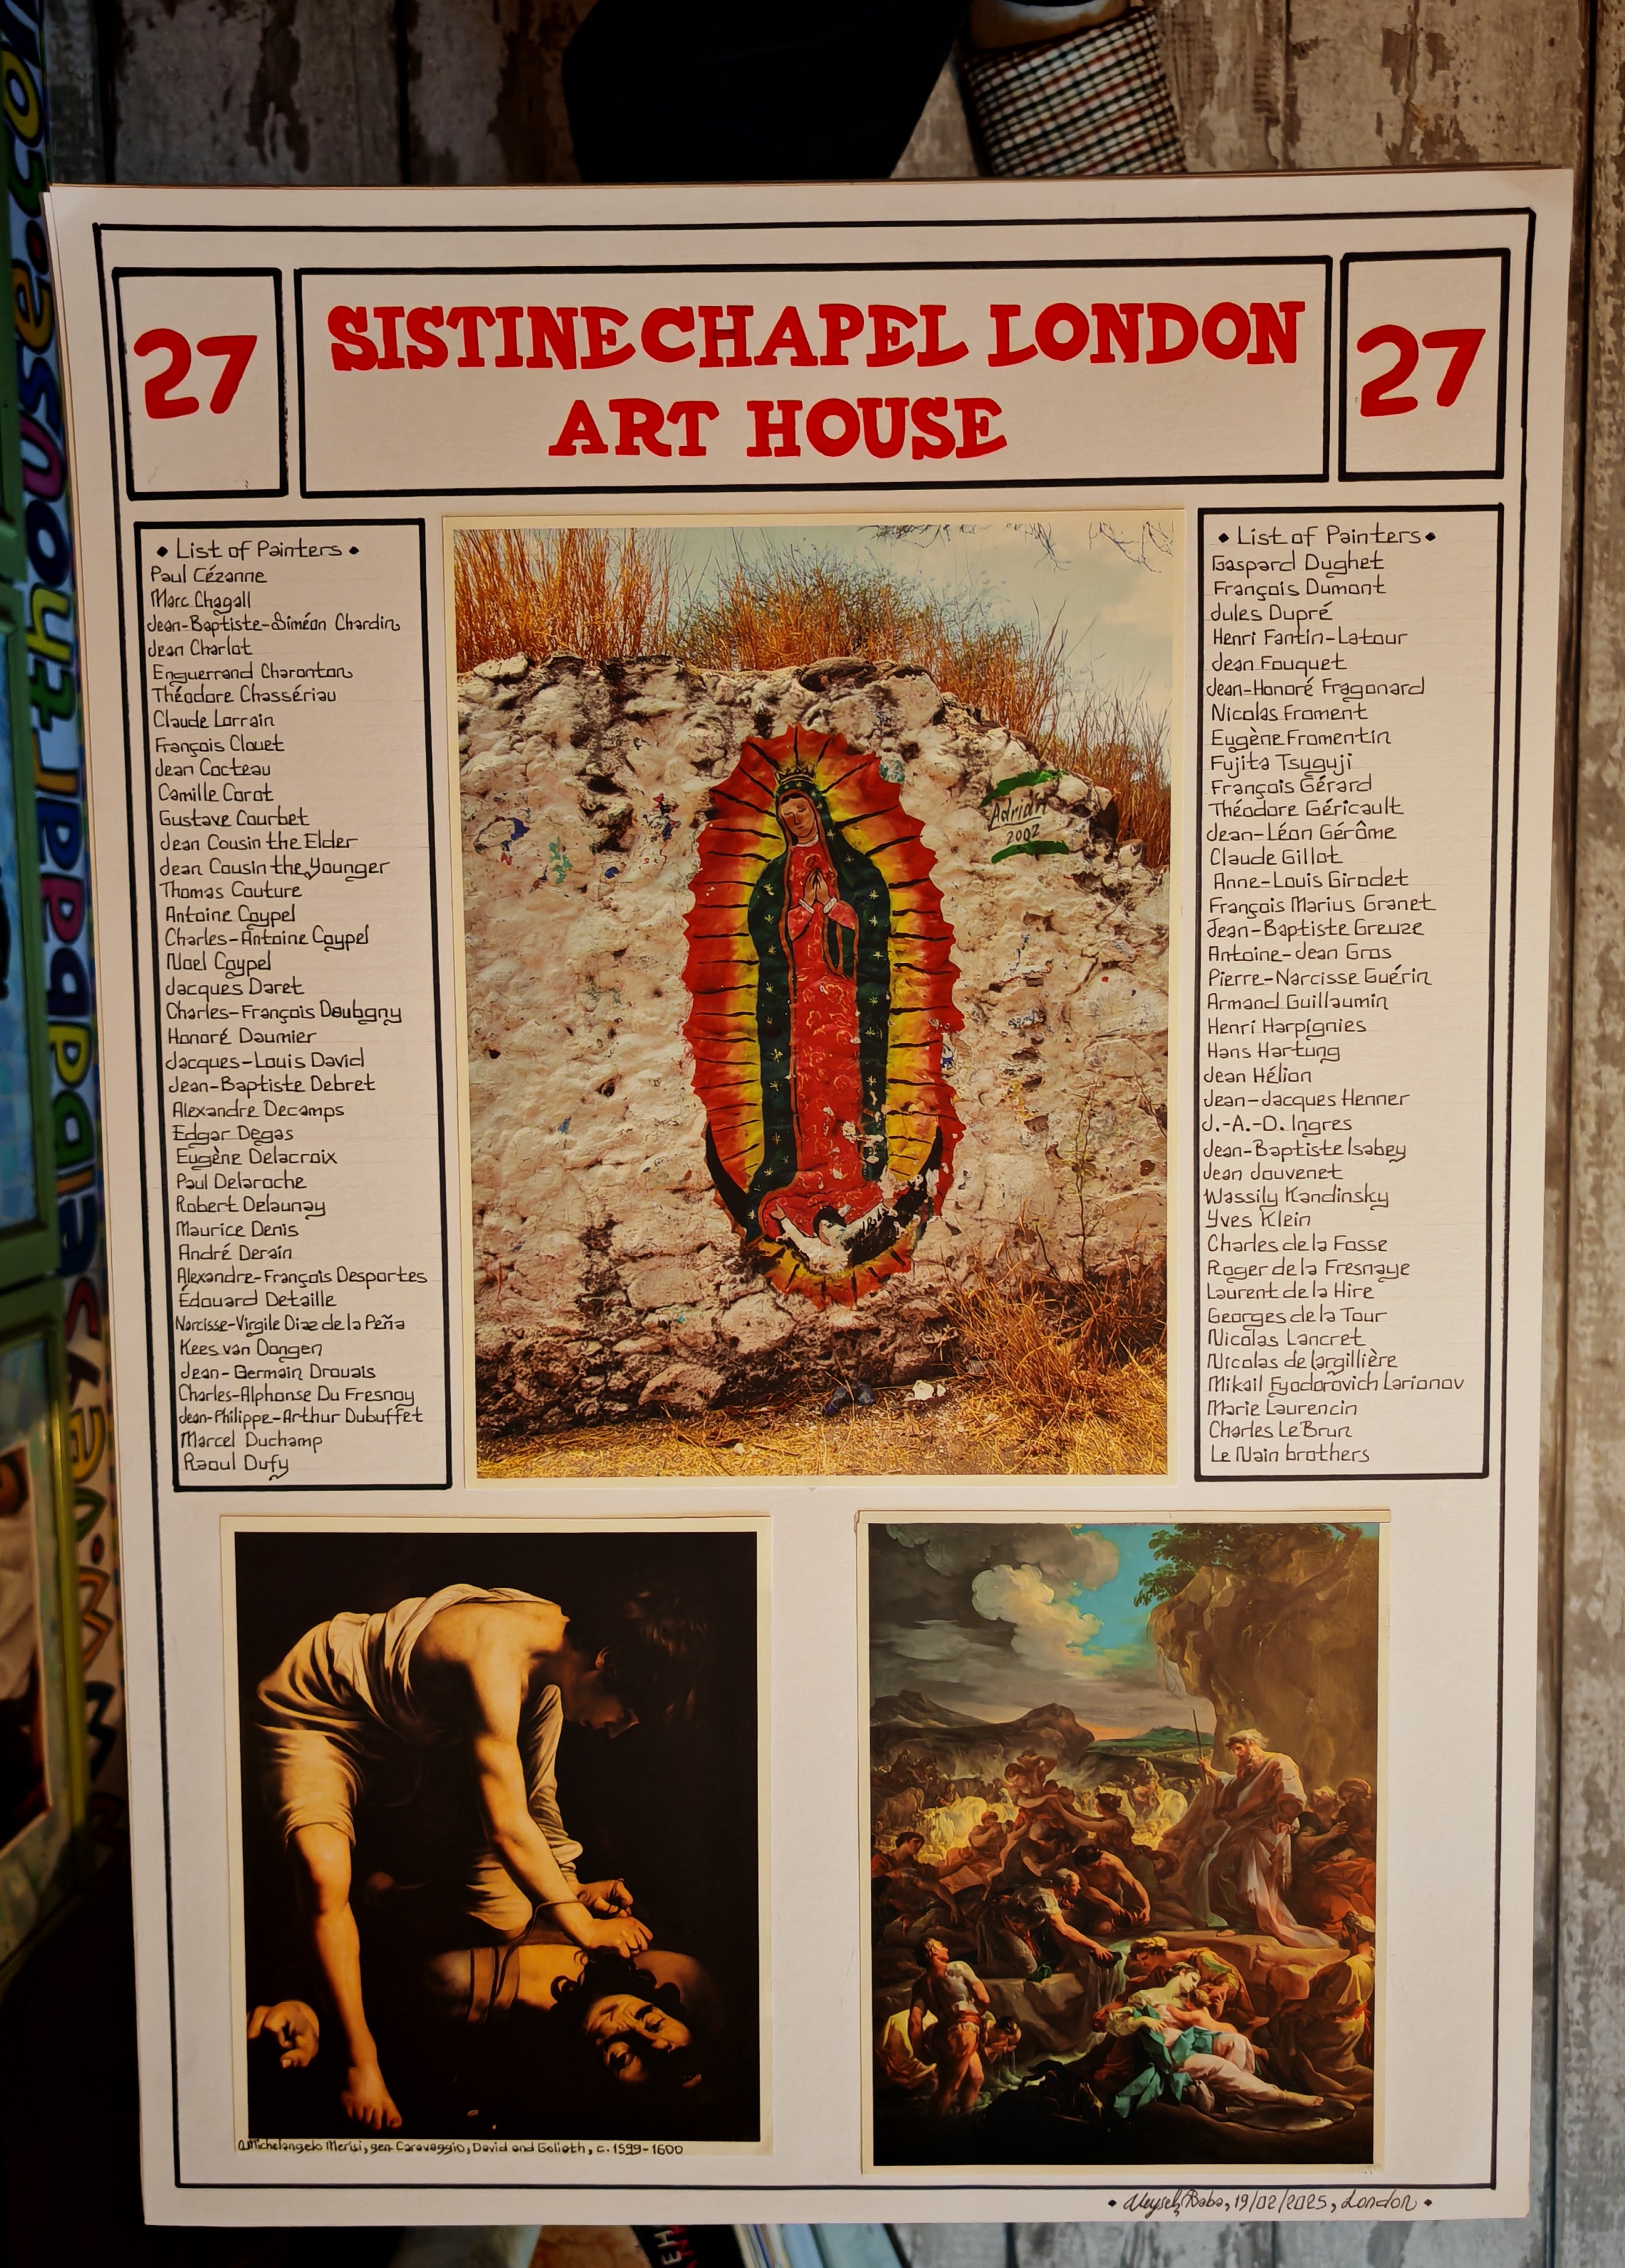 27
SISTINE CHAPEL LONDON
ART HOUSE
27
• List of Painters •
Paul Cézanne
Marc Chagall
Jean-Baptiste-Siméon Chardin
Jean Charlot
Enguerrand Charonton
Théodore Chassériau
Claude Lorrain
François Clouet
Jean Cocteau
Camille Corot
Gustave Courbet
Jean Cousin the Elder
Jean Cousin the Younger
Thomas Couture
Antoine Coypel
Charles-Antoine Coypel
Noel Coypel
Jacques Daret
Charles-François Doubgny
Honoré Daumier
Jacques-Louis David
Jean-Baptiste Debret
Alexandre Decamps
Edgar Degas
Eugène Delacroix
Paul Delaroche
Robert Delaunay
Maurice Denis
André Derain
Alexandre-François Desportes
Édouard Detaille
Narcisse-Virgile Diaz de la Peña
Kees van Dongen
Jean-Germain Drouais
Charles-Alphonse Du Fresnoy
Jean-Philippe-Arthur Dubuffet
Marcel Duchamp
Raoul Dufy
Adrian
2002
• List of Painters •
Gaspard Dughet
François Dumont
Jules Dupré
Henri Fantin-Latour
Jean Fouquet
Jean-Honoré Fragonard
Nicolas Froment
Eugène Fromentin
Fujita Tsuguji
François Gérard
Théodore Géricault
Jean-Léon Gérôme
Claude Gillot
Anne-Louis Girodet
François Marius Granet
Jean-Baptiste Greuze
Antoine-Jean Gros
Pierre-Narcisse Guérin
Armand Guillaumin
Henri Harpignies
Hans Hartung
Jean Hélion
Jean-Jacques Henner
J.-A.-D. Ingres
Jean-Baptiste Isabey
Jean Jouvenet
Wassily Kandinsky
Yves Klein
Charles de la Fosse
Roger de la Fresnaye
Laurent de la Hire
Georges de la Tour
Nicolas Lancret
Nicolas de largillière
Mikail Fyodorovich Larionov
Marie Laurencin
Charles Le Brun
Le Nain brothers
Michelangelo Merisi, gen. Caravaggio, David and Goliath, c. 1599-1600
• Veysel Baba, 19/02/2025, London •